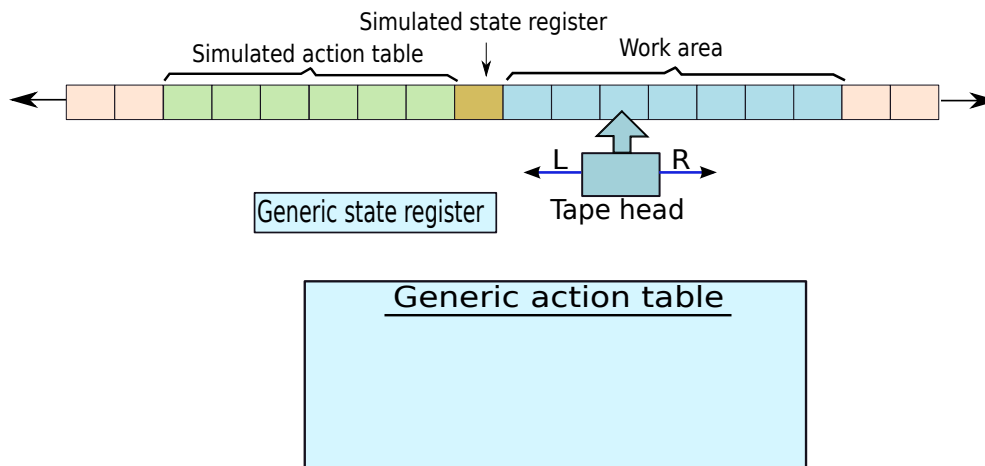 Simulated state register
Simulated action table
Work area
L
R
Tape head
Generic state register
Generic action table